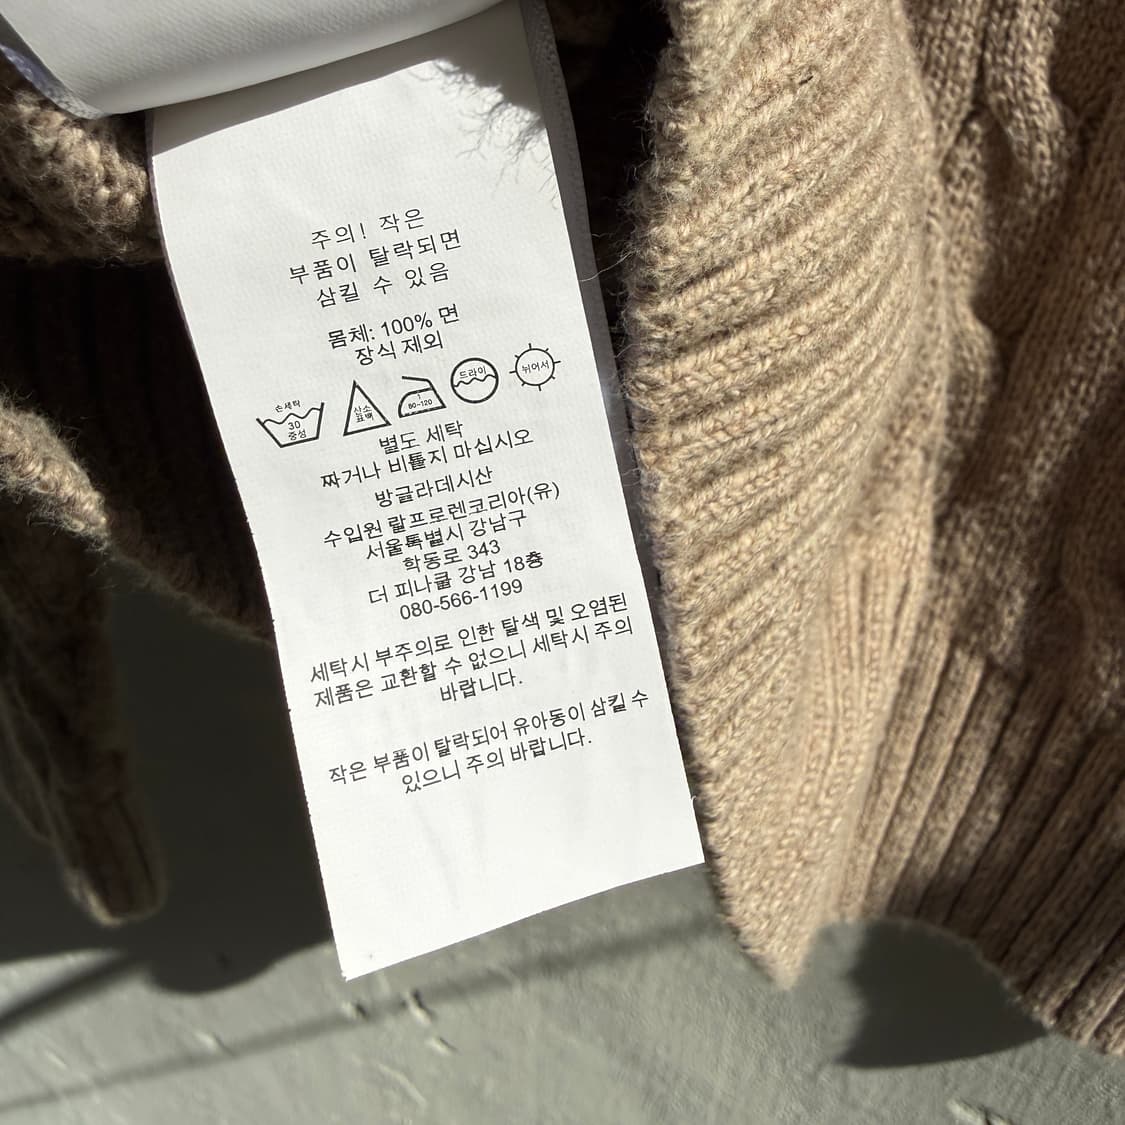 주의! 작은
부품이 탈락되면
삼킬 수 있음
몸체: 100% 면
장식 제외
손세탁
30
중성
산소
표백
1
80~120
드라이
뉘어서
별도 세탁
짜거나 비틀지 마십시오
방글라데시산
수입원 랄프로렌코리아(유)
서울특별시 강남구
학동로 343
더 피나클 강남 18층
080-566-1199
세탁시 부주의로 인한 탈색 및 오염된
제품은 교환할 수 없으니 세탁시 주의
바랍니다.
작은 부품이 탈락되어 유아동이 삼킬 수
있으니 주의 바랍니다.